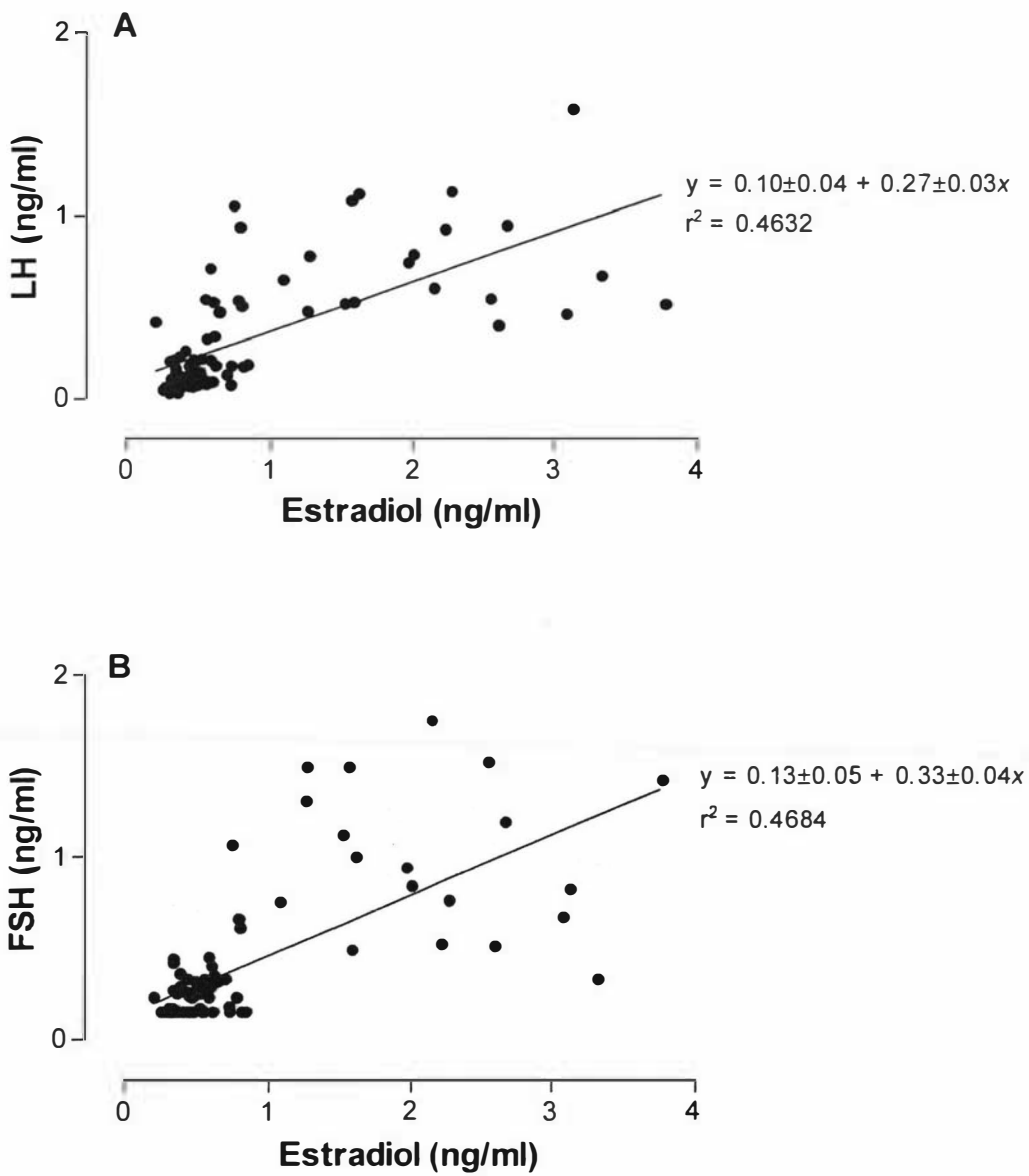 A
2
1
0
LH (ng/ml)
y = 0.10±0.04 + 0.27±0.03x
r² = 0.4632
0 1 2 3 4
Estradiol (ng/ml)
B
2
1
0
FSH (ng/ml)
y = 0.13±0.05 + 0.33±0.04x
r² = 0.4684
0 1 2 3 4
Estradiol (ng/ml)